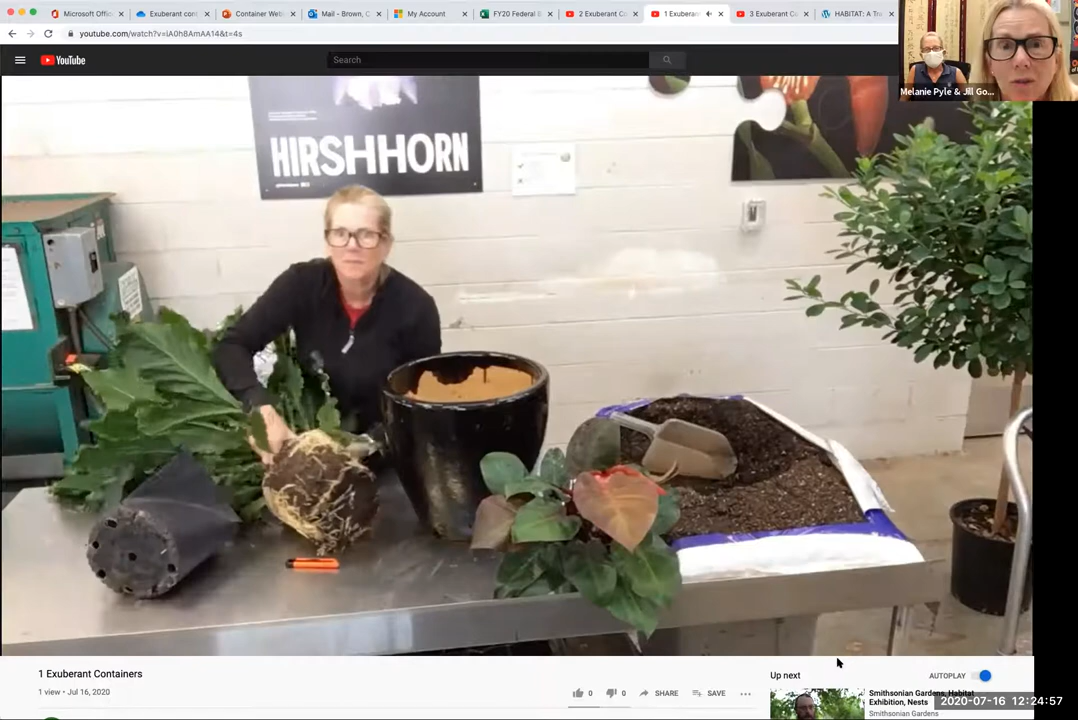 Microsoft Offic
Exuberant con
Container Web
Mail - Brown, C
My Account
FY20 Federal B
2 Exuberant Co
1 Exuberan
3 Exuberant Co
HABITAT: A Tra
youtube.com/watch?v=iA0h8AmAA14&t=4s
YouTube
Search
Melanie Pyle & Jill Go...
HIRSHHORN
1 Exuberant Containers
1 view • Jul 16, 2020
0
0
SHARE
SAVE
Up next
AUTOPLAY
Smithsonian Gardens, Habitat
Exhibition, Nests
Smithsonian Gardens
2020-07-16 12:24:57